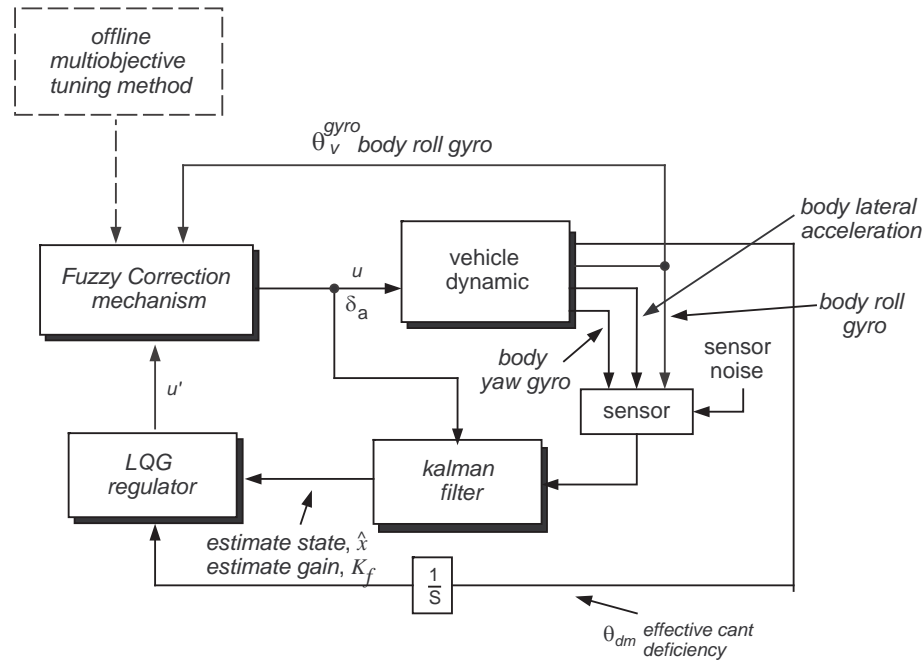 offline
multiobjective
tuning method
θ_v^gyro body roll gyro
body lateral
acceleration
Fuzzy Correction
mechanism
u
δa
vehicle
dynamic
body roll
gyro
body
yaw gyro
sensor
noise
sensor
u'
LQG
regulator
kalman
filter
estimate state, x̂
estimate gain, K_f
1
S
θ_dm effective cant
deficiency